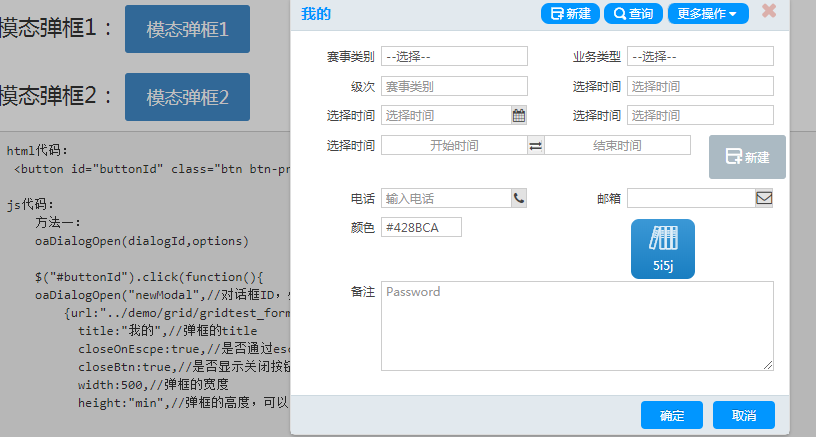 模态弹框1： 模态弹框1
模态弹框2： 模态弹框2
html代码：
<button id="buttonId" class="btn btn-pr
js代码：
方法一：
oaDialogOpen(dialogId,options)
$("#buttonId").click(function(){
oaDialogOpen("newModal",//对话框ID，
{url:"../demo/grid/gridtest_form
title:"我的",//弹框的title
closeOnEscpe:true,//是否通过esc
closeBtn:true,//是否显示关闭按钮
width:500,//弹框的宽度
height:"min",//弹框的高度，可以
我的 新建 查询 更多操作
赛事类别 --选择-- 业务类型 --选择--
级次 赛事类别 选择时间 选择时间
选择时间 选择时间 选择时间 选择时间
选择时间 开始时间 结束时间 新建
电话 输入电话 邮箱
颜色 #428BCA
5i5j
备注 Password
确定 取消